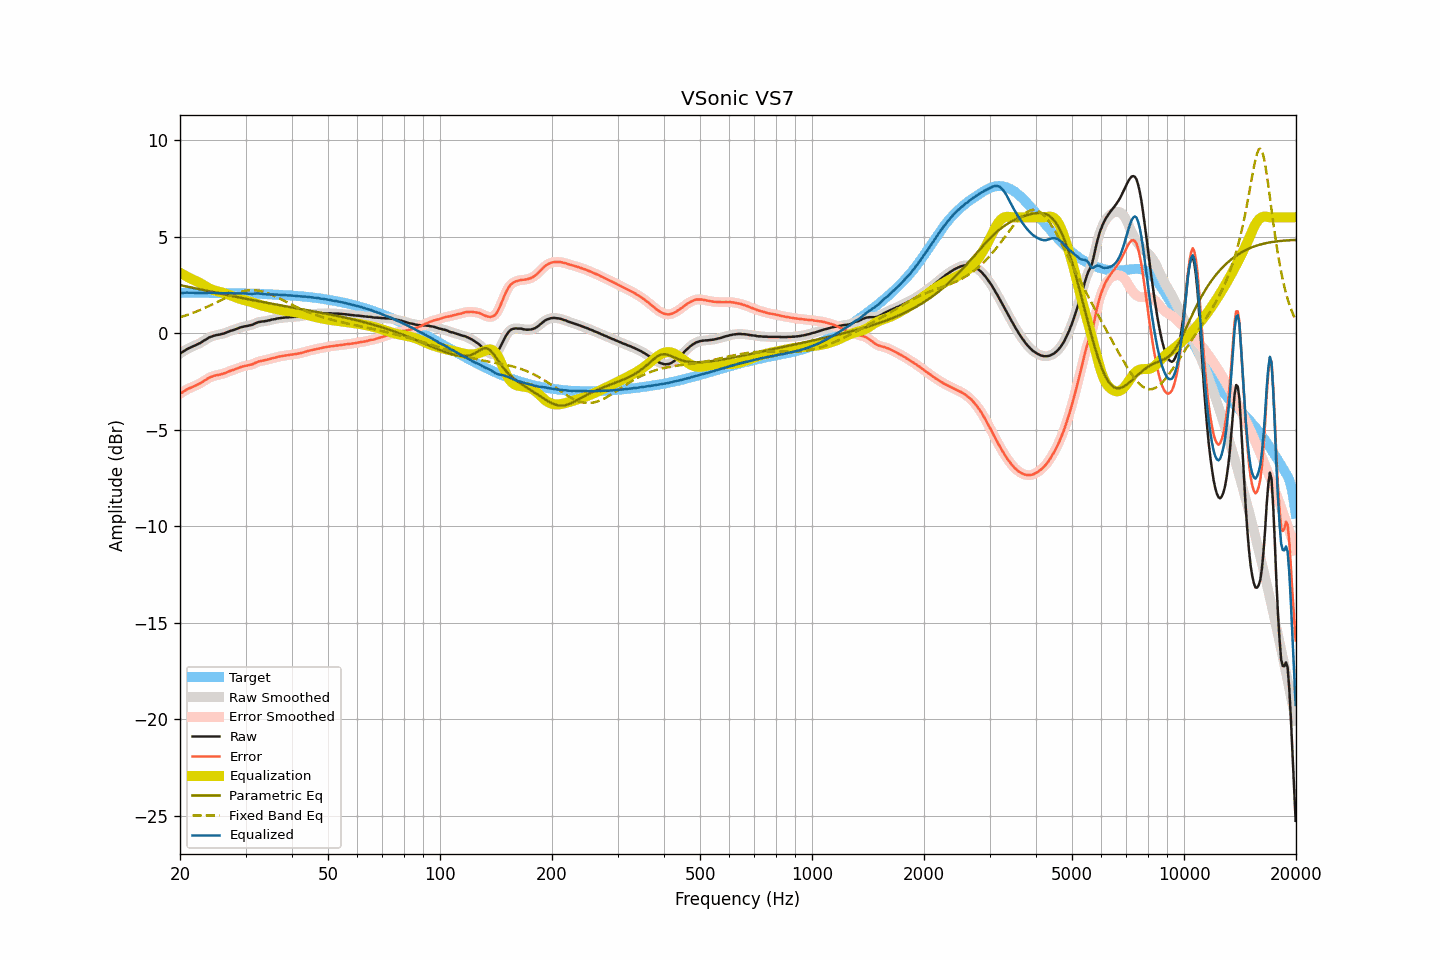 VSonic VS7
10
5
0
−5
−10
−15
−20
−25
Amplitude (dBr)
Target
Raw Smoothed
Error Smoothed
Raw
Error
Equalization
Parametric Eq
Fixed Band Eq
Equalized
20 50 100 200 500 1000 2000 5000 10000 20000
Frequency (Hz)